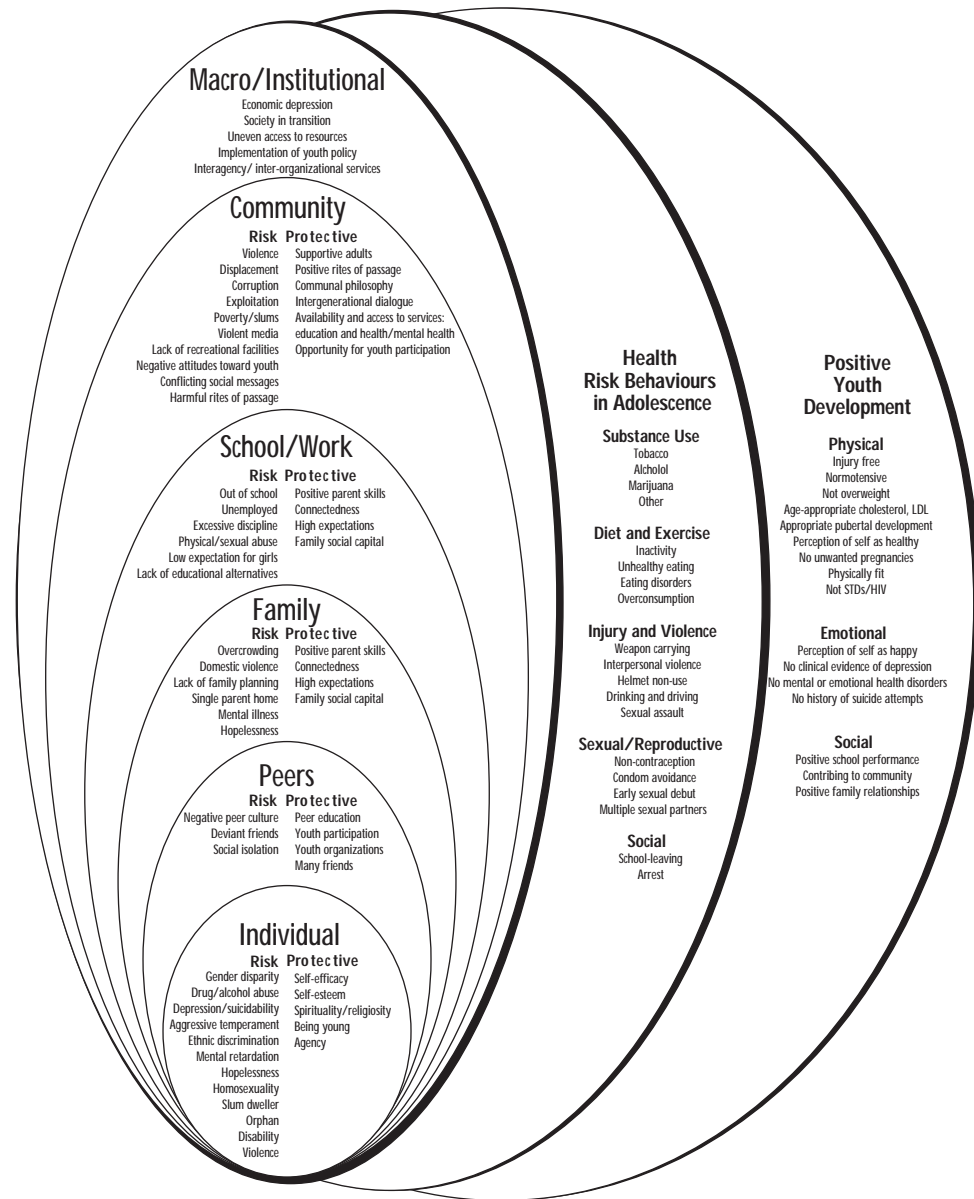 Macro/Institutional
Economic depression
Society in transition
Uneven access to resources
Implementation of youth policy
Interagency/ inter-organizational services
Community
Risk Protective
Violence Supportive adults
Displacement Positive rites of passage
Corruption Communal philosophy
Exploitation Intergenerational dialogue
Poverty/slums Availability and access to services:
Violent media education and health/mental health
Lack of recreational facilities Opportunity for youth participation
Negative attitudes toward youth
Conflicting social messages
Harmful rites of passage
School/Work
Risk Protective
Out of school Positive parent skills
Unemployed Connectedness
Excessive discipline High expectations
Physical/sexual abuse Family social capital
Low expectation for girls
Lack of educational alternatives
Family
Risk Protective
Overcrowding Positive parent skills
Domestic violence Connectedness
Lack of family planning High expectations
Single parent home Family social capital
Mental illness
Hopelessness
Peers
Risk Protective
Negative peer culture Peer education
Deviant friends Youth participation
Social isolation Youth organizations
Many friends
Individual
Risk Protective
Gender disparity Self-efficacy
Drug/alcohol abuse Self-esteem
Depression/suicidability Spirituality/religiosity
Aggressive temperament Being young
Ethnic discrimination Agency
Mental retardation
Hopelessness
Homosexuality
Slum dweller
Orphan
Disability
Violence
Health
Risk Behaviours
in Adolescence
Substance Use
Tobacco
Alcholol
Marijuana
Other
Diet and Exercise
Inactivity
Unhealthy eating
Eating disorders
Overconsumption
Injury and Violence
Weapon carrying
Interpersonal violence
Helmet non-use
Drinking and driving
Sexual assault
Sexual/Reproductive
Non-contraception
Condom avoidance
Early sexual debut
Multiple sexual partners
Social
School-leaving
Arrest
Positive
Youth
Development
Physical
Injury free
Normotensive
Not overweight
Age-appropriate cholesterol, LDL
Appropriate pubertal development
Perception of self as healthy
No unwanted pregnancies
Physically fit
Not STDs/HIV
Emotional
Perception of self as happy
No clinical evidence of depression
No mental or emotional health disorders
No history of suicide attempts
Social
Positive school performance
Contribing to community
Positive family relationships